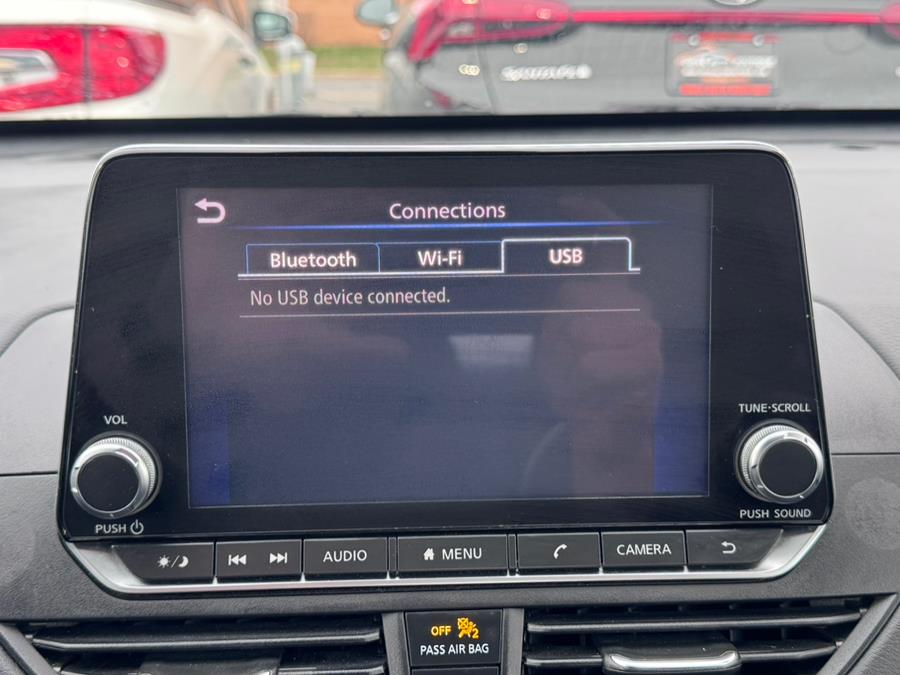 Connections
Bluetooth Wi-Fi USB
No USB device connected.
VOL
TUNE·SCROLL
PUSH
PUSH SOUND
AUDIO MENU CAMERA
OFF 2
PASS AIR BAG